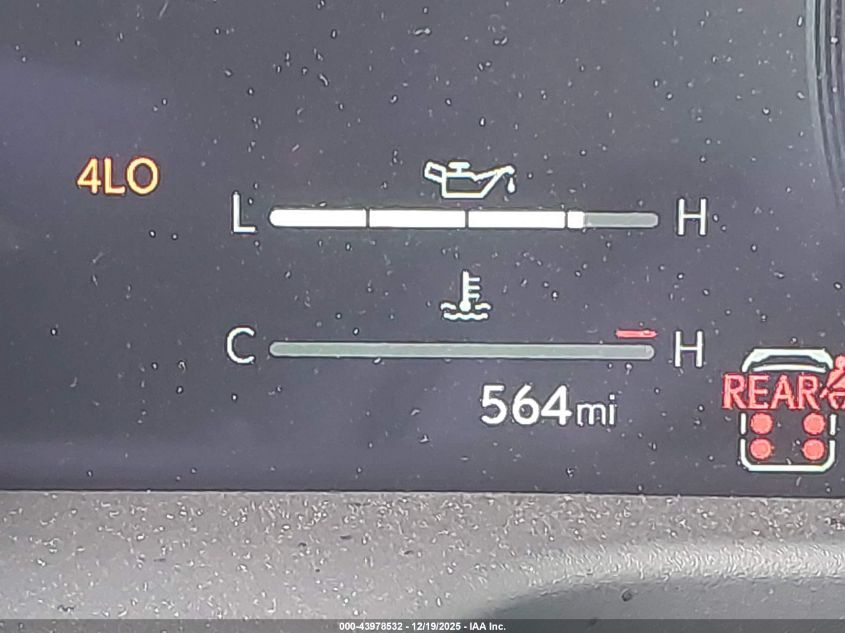 4LO
L H
C H
564mi
REAR
000-43978532 - 12/19/2025 - IAA Inc.